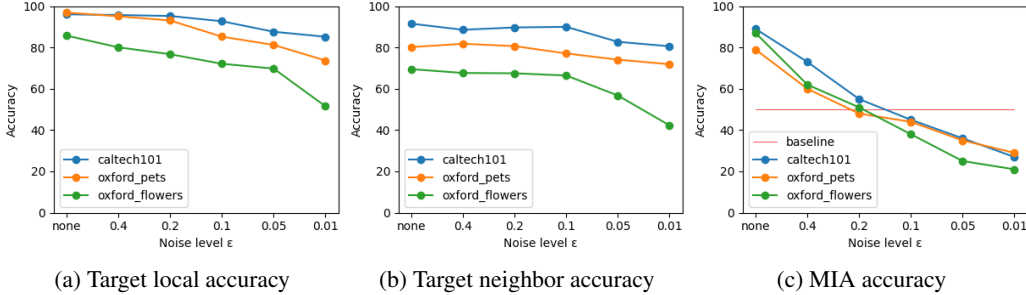 100
80
60
40
20
0
Accuracy
caltech101
oxford_pets
oxford_flowers
none 0.4 0.2 0.1 0.05 0.01
Noise level ε
(a) Target local accuracy
100
80
60
40
20
0
Accuracy
caltech101
oxford_pets
oxford_flowers
none 0.4 0.2 0.1 0.05 0.01
Noise level ε
(b) Target neighbor accuracy
100
80
60
40
20
0
Accuracy
baseline
caltech101
oxford_pets
oxford_flowers
none 0.4 0.2 0.1 0.05 0.01
Noise level ε
(c) MIA accuracy